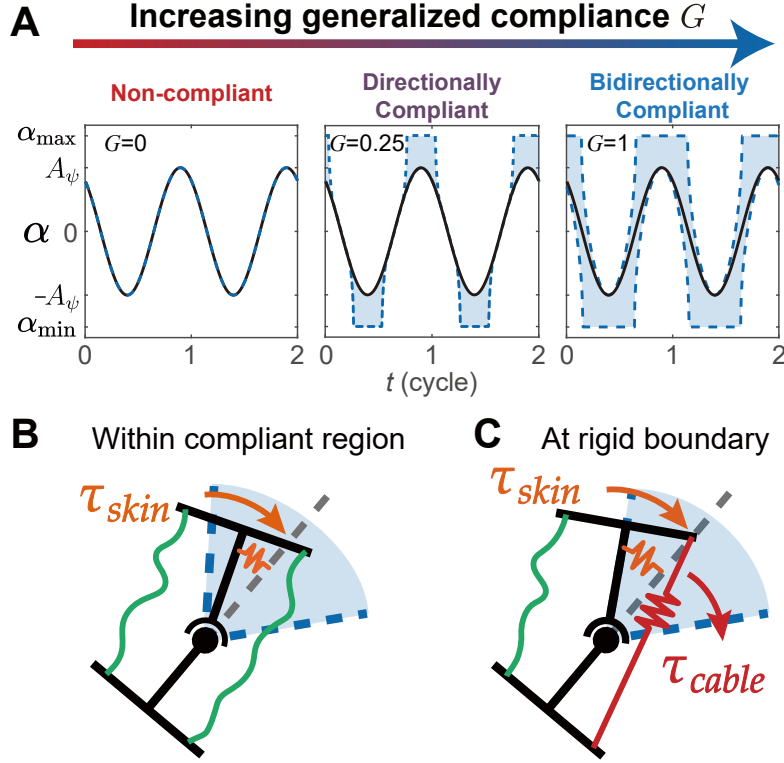 A
Increasing generalized compliance G
Non-compliant
Directionally
Compliant
Bidirectionally
Compliant
α_max
A_ψ
α 0
–A_ψ
α_min
G=0
G=0.25
G=1
0 1 2
0 1 2
0 1 2
t (cycle)
B Within compliant region
C At rigid boundary
τ_skin
τ_skin
τ_cable